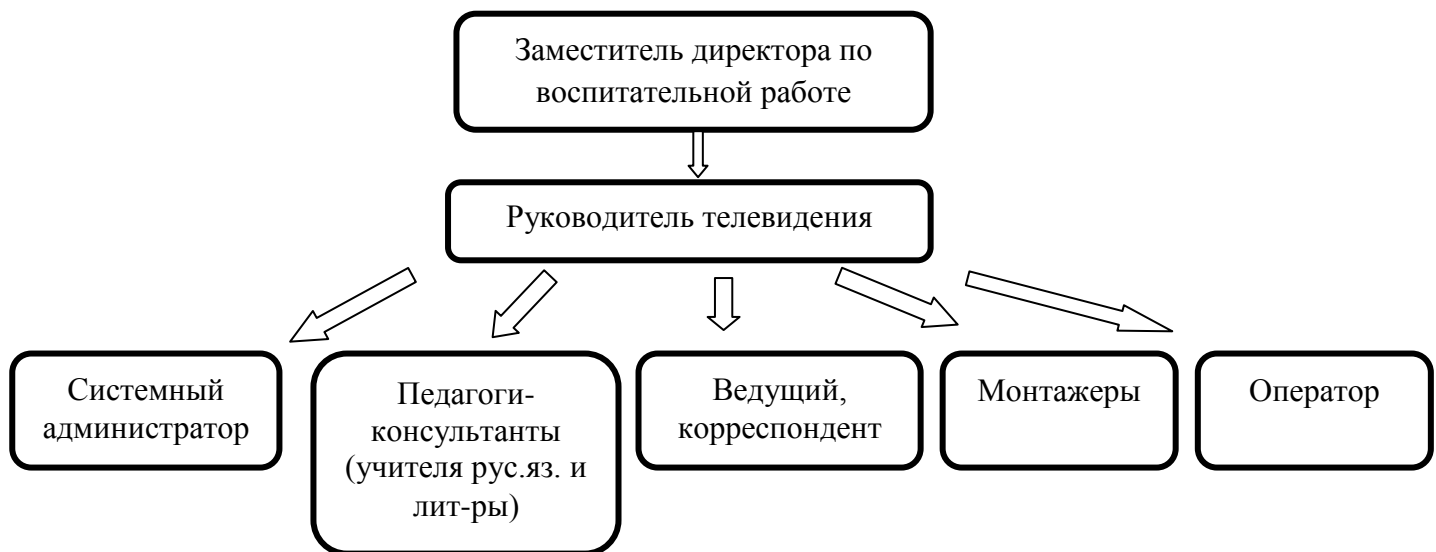 Заместитель директора по
воспитательной работе
Руководитель телевидения
Системный
администратор
Педагоги-
консультанты
(учителя рус.яз. и
лит-ры)
Ведущий,
корреспондент
Монтажеры
Оператор